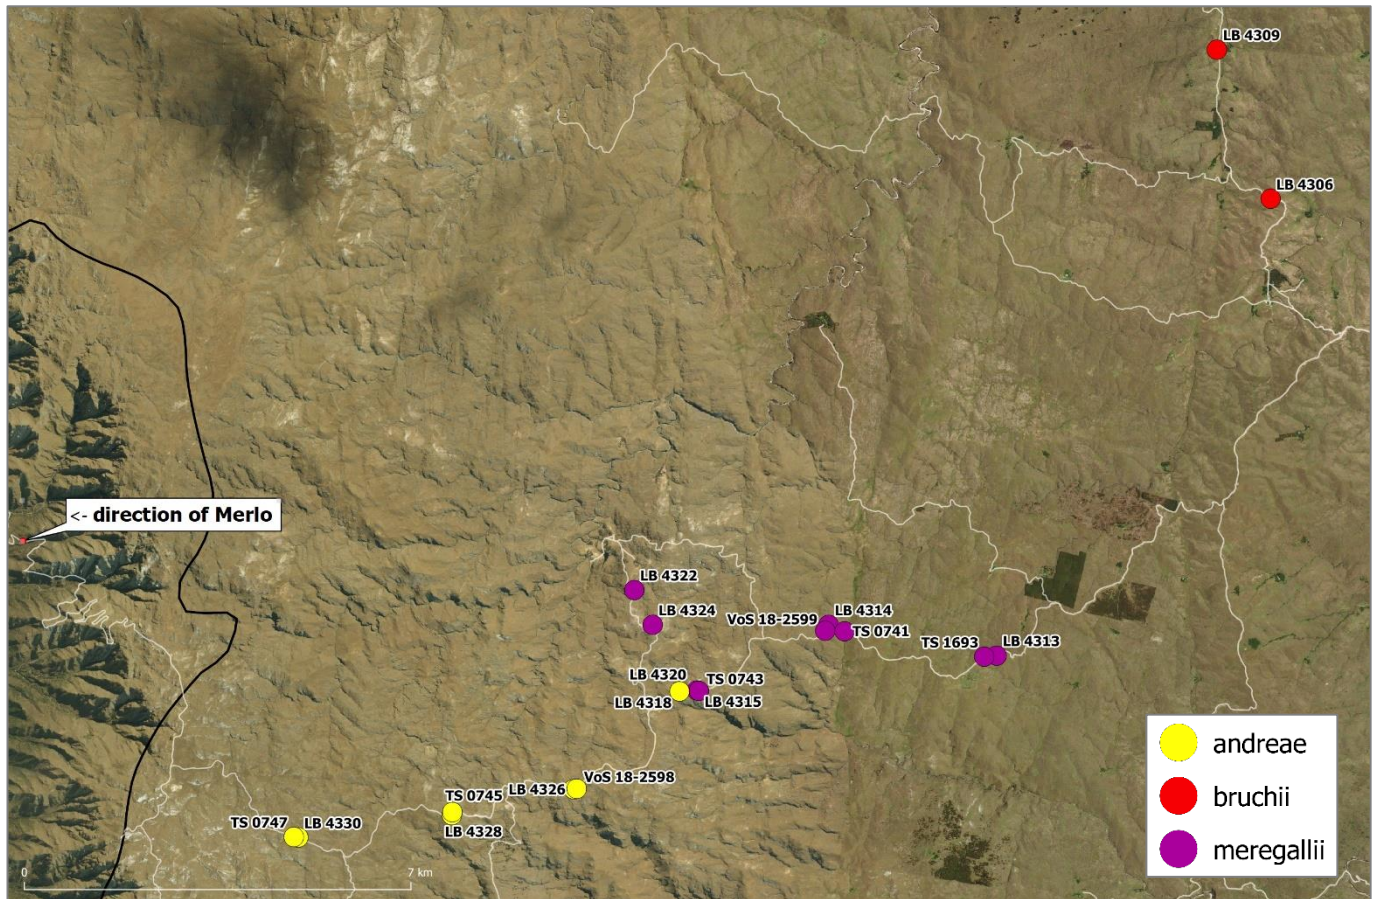 LB 4309
LB 4306
<- direction of Merlo
LB 4322
LB 4324
VoS 18-2599
LB 4314
TS 0741
TS 1693
LB 4313
LB 4320
TS 0743
LB 4318
LB 4315
VoS 18-2598
LB 4326
TS 0745
LB 4328
TS 0747
LB 4330
0
7 km
andreae
bruchii
meregallii